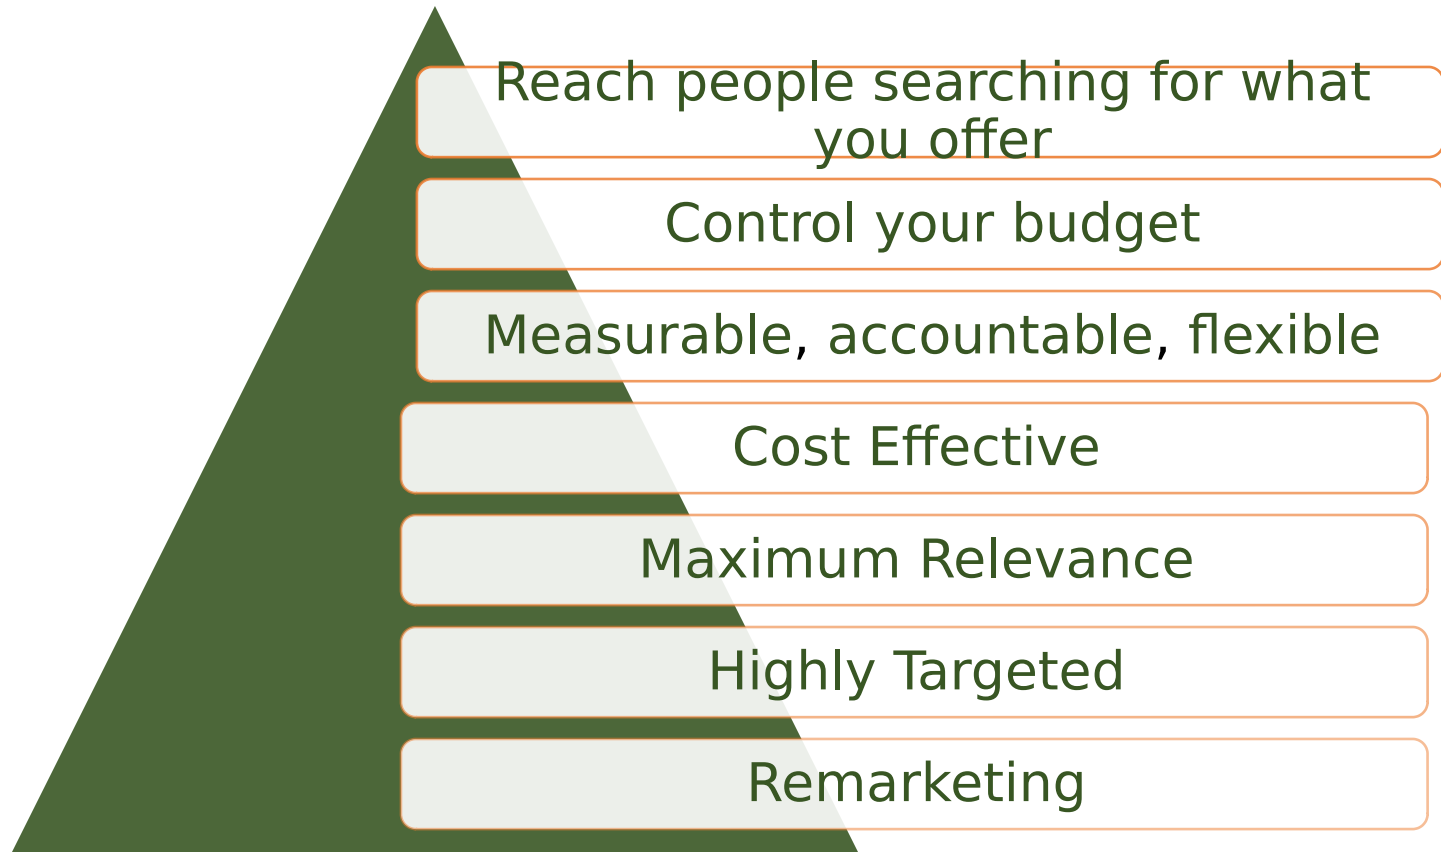 Reach people searching for what
you offer
Control your budget
Measurable, accountable, flexible
Cost Effective
Maximum Relevance
Highly Targeted
Remarketing